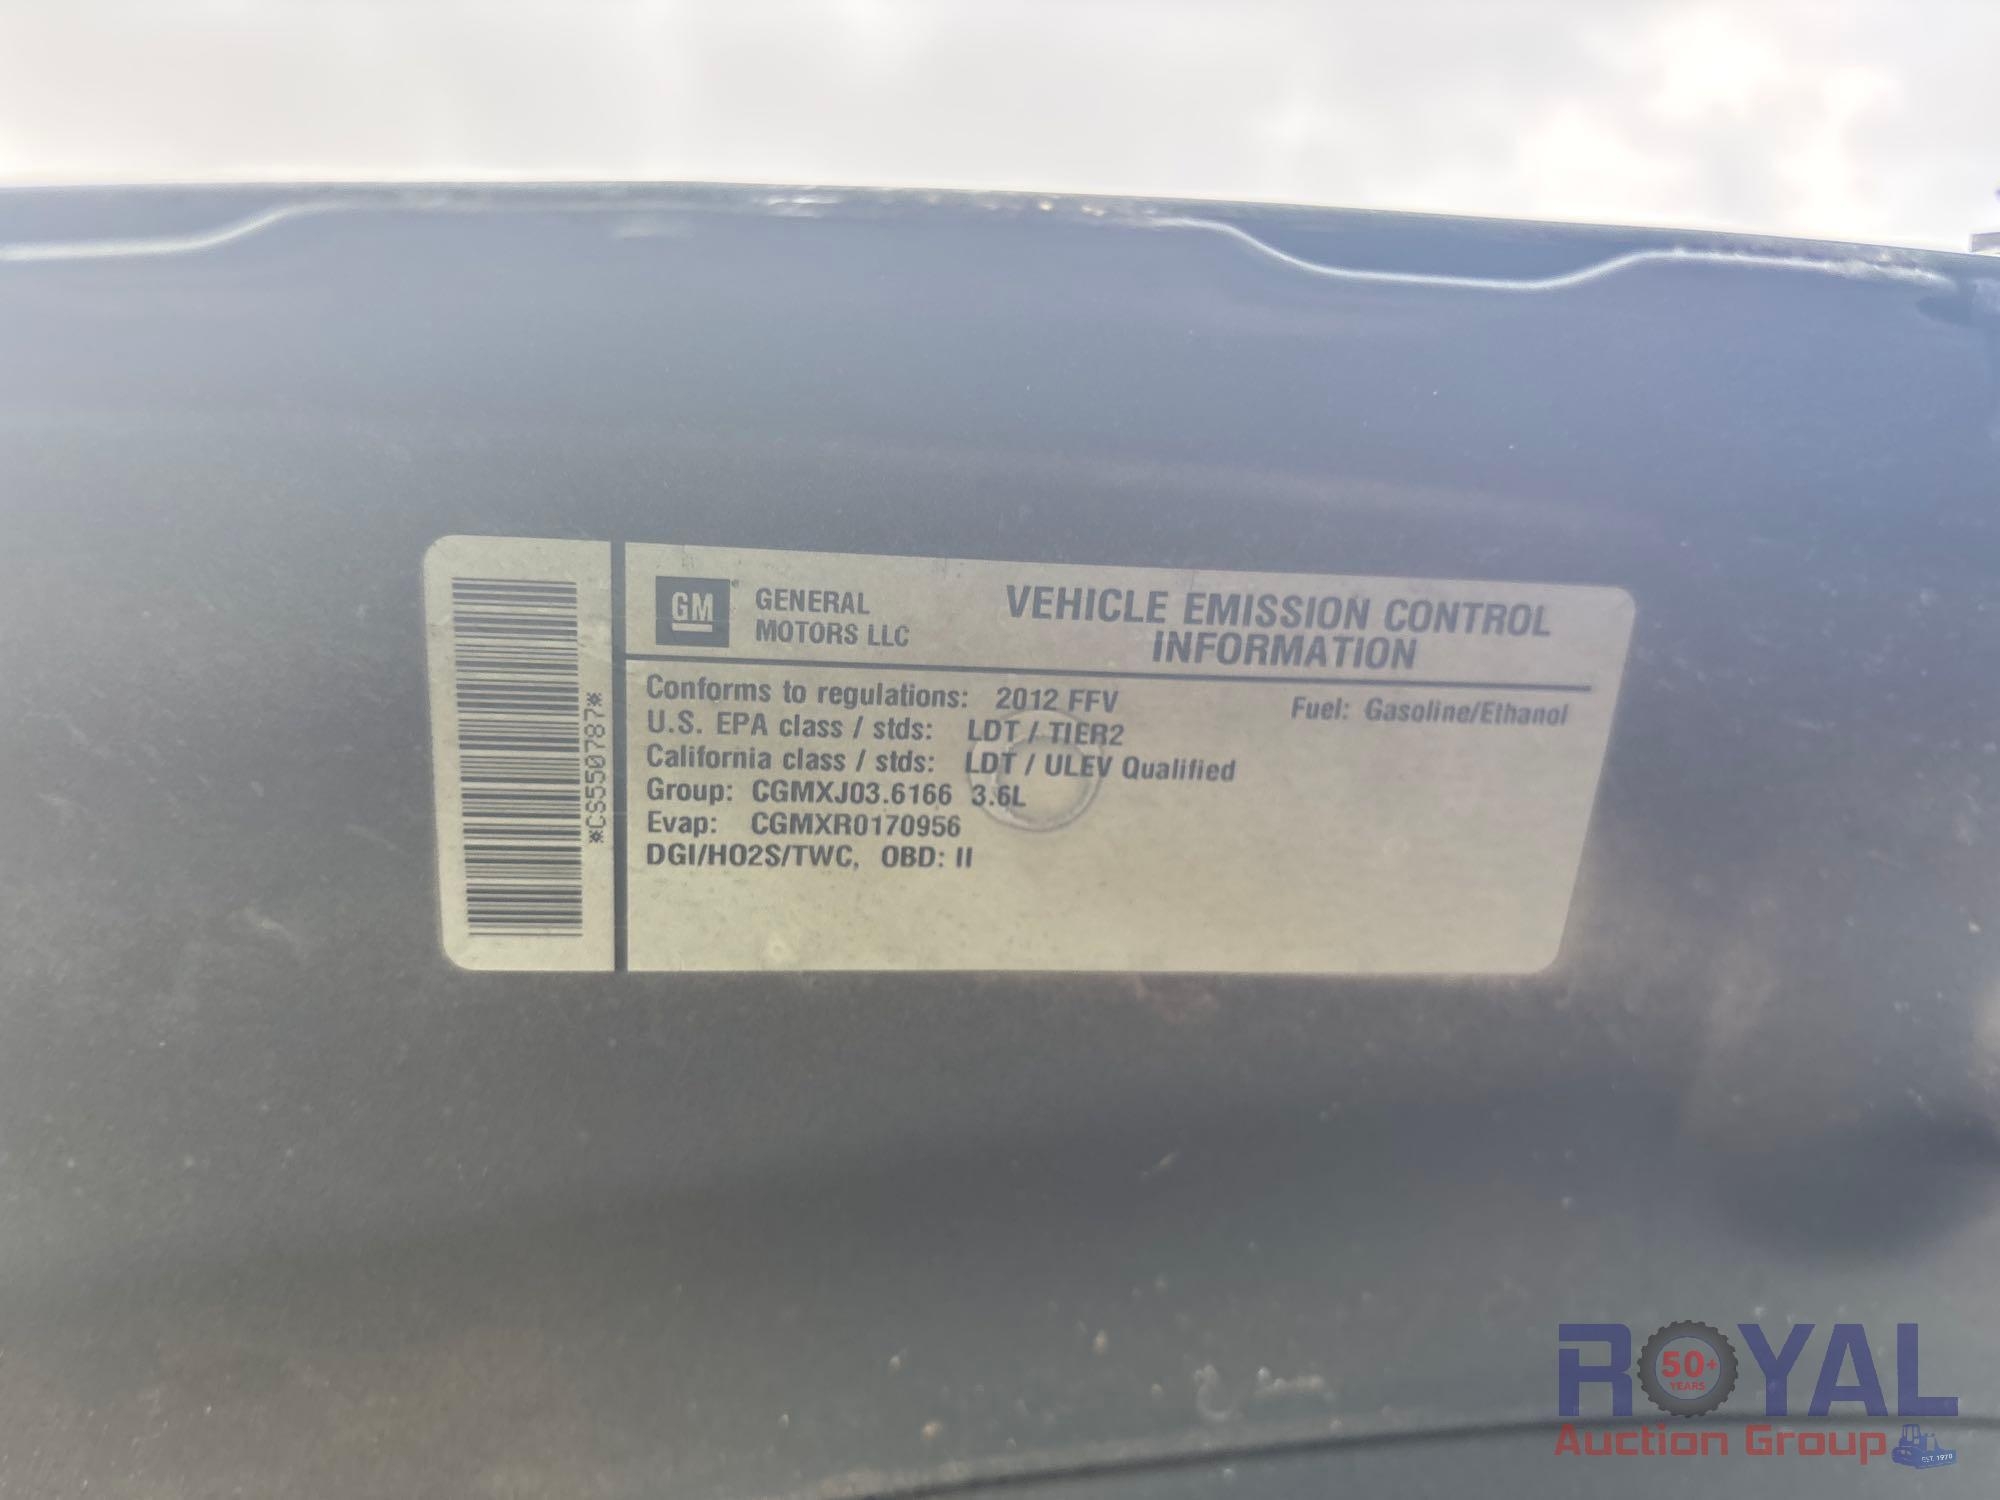 GM
GENERAL
MOTORS LLC
VEHICLE EMISSION CONTROL
INFORMATION
Conforms to regulations: 2012 FFV
Fuel: Gasoline/Ethanol
U.S. EPA class / stds: LDT / TIER2
California class / stds: LDT / ULEV Qualified
Group: CGMXJ03.6166 3.6L
Evap: CGMXR0170956
DGI/HO2S/TWC, OBD: II
*CS550787*
ROYAL
50+
YEARS
Auction Group
EST. 1970